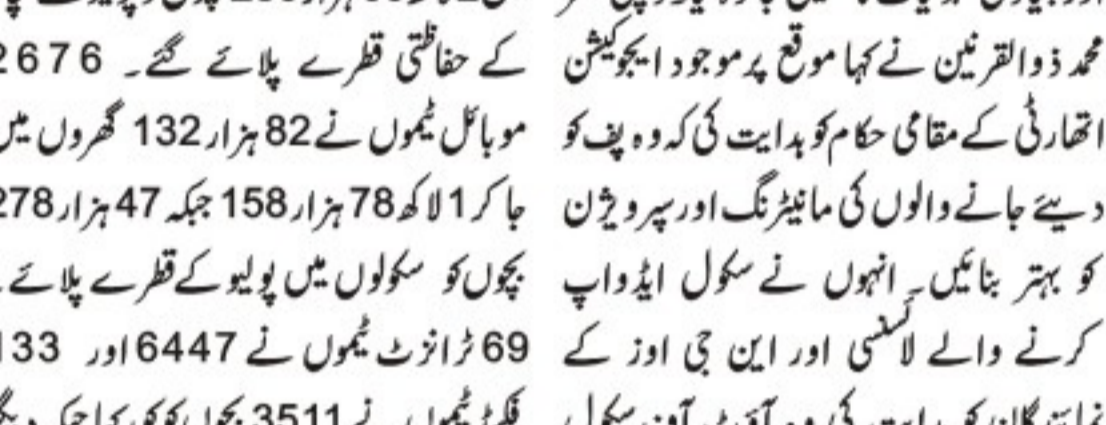 محمد ذوالقرنین نے کہا موقع پر موجود ایجوکیشن
اتھارٹی کے مقامی حکام کو ہدایت کی کہ وہ پف کو
دیئے جانے والوں کی مانیٹرنگ اور سپرویژن
کو بہتر بنائیں۔ انہوں نے سکول ایڈواپ
کرنے والے لائسنسی اور این جی اوز کے
کے حفاظتی قطرے پلائے گئے۔ 2676
موبائل ٹیموں نے 82 ہزار 132 گھروں میں
جا کر 1 لاکھ 78 ہزار 158 جبکہ 47 ہزار 278
بچوں کو سکولوں میں پولیو کے قطرے پلائے۔
69 ٹرانزٹ ٹیموں نے 6447 اور 133